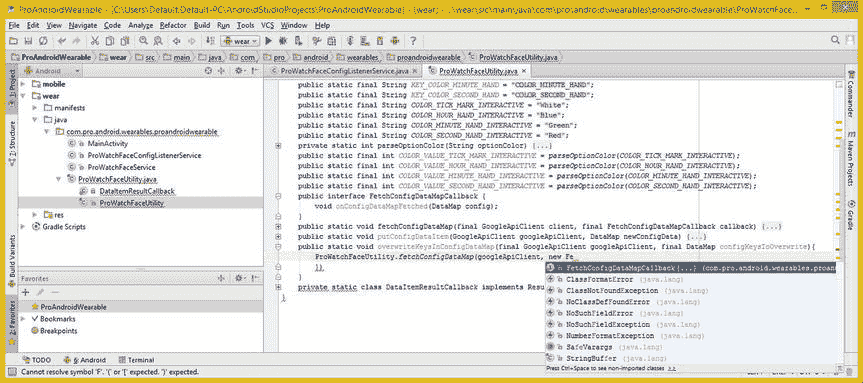 ProAndroidWearable - [C:\Users\Default.Default-PC\AndroidStudioProjects\ProAndroidWearable] - [wear] - ...\wear\src\main\java\com\pro\android\wearables\proandroidwearable\ProWatchFac...
File Edit View Navigate Code Analyze Refactor Build Run Tools VCS Window Help
wear
ProAndroidWearable wear src main java com pro android wearables proandroidwearable ProWatchFaceUtility.java
Android
ProWatchFaceConfigListenerService.java × ProWatchFaceUtility.java ×
1: Project
Z: Structure
Build Variants
2: Favorites
mobile
wear
manifests
java
com.pro.android.wearables.proandroidwearable
MainActivity
ProWatchFaceConfigListenerService
ProWatchFaceService
ProWatchFaceUtility.java
DataItemResultCallback
ProWatchFaceUtility
res
Gradle Scripts
Favorites
ProAndroidWearable
Bookmarks
Breakpoints
public static final String KEY_COLOR_MINUTE_HAND = "COLOR_MINUTE_HAND";
public static final String KEY_COLOR_SECOND_HAND = "COLOR_SECOND_HAND";
public static final String COLOR_TICK_MARK_INTERACTIVE = "White";
public static final String COLOR_HOUR_HAND_INTERACTIVE = "Blue";
public static final String COLOR_MINUTE_HAND_INTERACTIVE = "Green";
public static final String COLOR_SECOND_HAND_INTERACTIVE = "Red";
private static int parseOptionColor(String optionColor) {...}
public static final int COLOR_VALUE_TICK_MARK_INTERACTIVE = parseOptionColor(COLOR_TICK_MARK_INTERACTIVE);
public static final int COLOR_VALUE_HOUR_HAND_INTERACTIVE = parseOptionColor(COLOR_HOUR_HAND_INTERACTIVE);
public static final int COLOR_VALUE_MINUTE_HAND_INTERACTIVE = parseOptionColor(COLOR_MINUTE_HAND_INTERACTIVE);
public static final int COLOR_VALUE_SECOND_HAND_INTERACTIVE = parseOptionColor(COLOR_SECOND_HAND_INTERACTIVE);
public interface FetchConfigDataMapCallback {
void onConfigDataMapFetched(DataMap config);
}
public static void fetchConfigDataMap(final GoogleApiClient client, final FetchConfigDataMapCallback callback) {...}
public static void putConfigDataItem(GoogleApiClient googleApiClient, DataMap newConfigData) {...}
public static void overwriteKeysInConfigDataMap(final GoogleApiClient googleApiClient, final DataMap configKeysToOverwrite){
ProWatchFaceUtility.fetchConfigDataMap(googleApiClient, new Fe
});
}
private static class DataItemResultCallback implements Resu
}
FetchConfigDataMapCallback{...} (com.pro.android.wearables.proan
ClassFormatError (java.lang)
ClassNotFoundException (java.lang)
NoClassDefFoundError (java.lang)
NoSuchFieldError (java.lang)
NoSuchFieldException (java.lang)
NumberFormatException (java.lang)
SafeVarargs (java.lang)
StringBuffer (java.lang)
Press Ctrl+Space to see non-imported classes >>
Commander
Maven Projects
TODO 6: Android Terminal
Cannot resolve symbol 'F'. '(' or '[' expected. ')' expected.